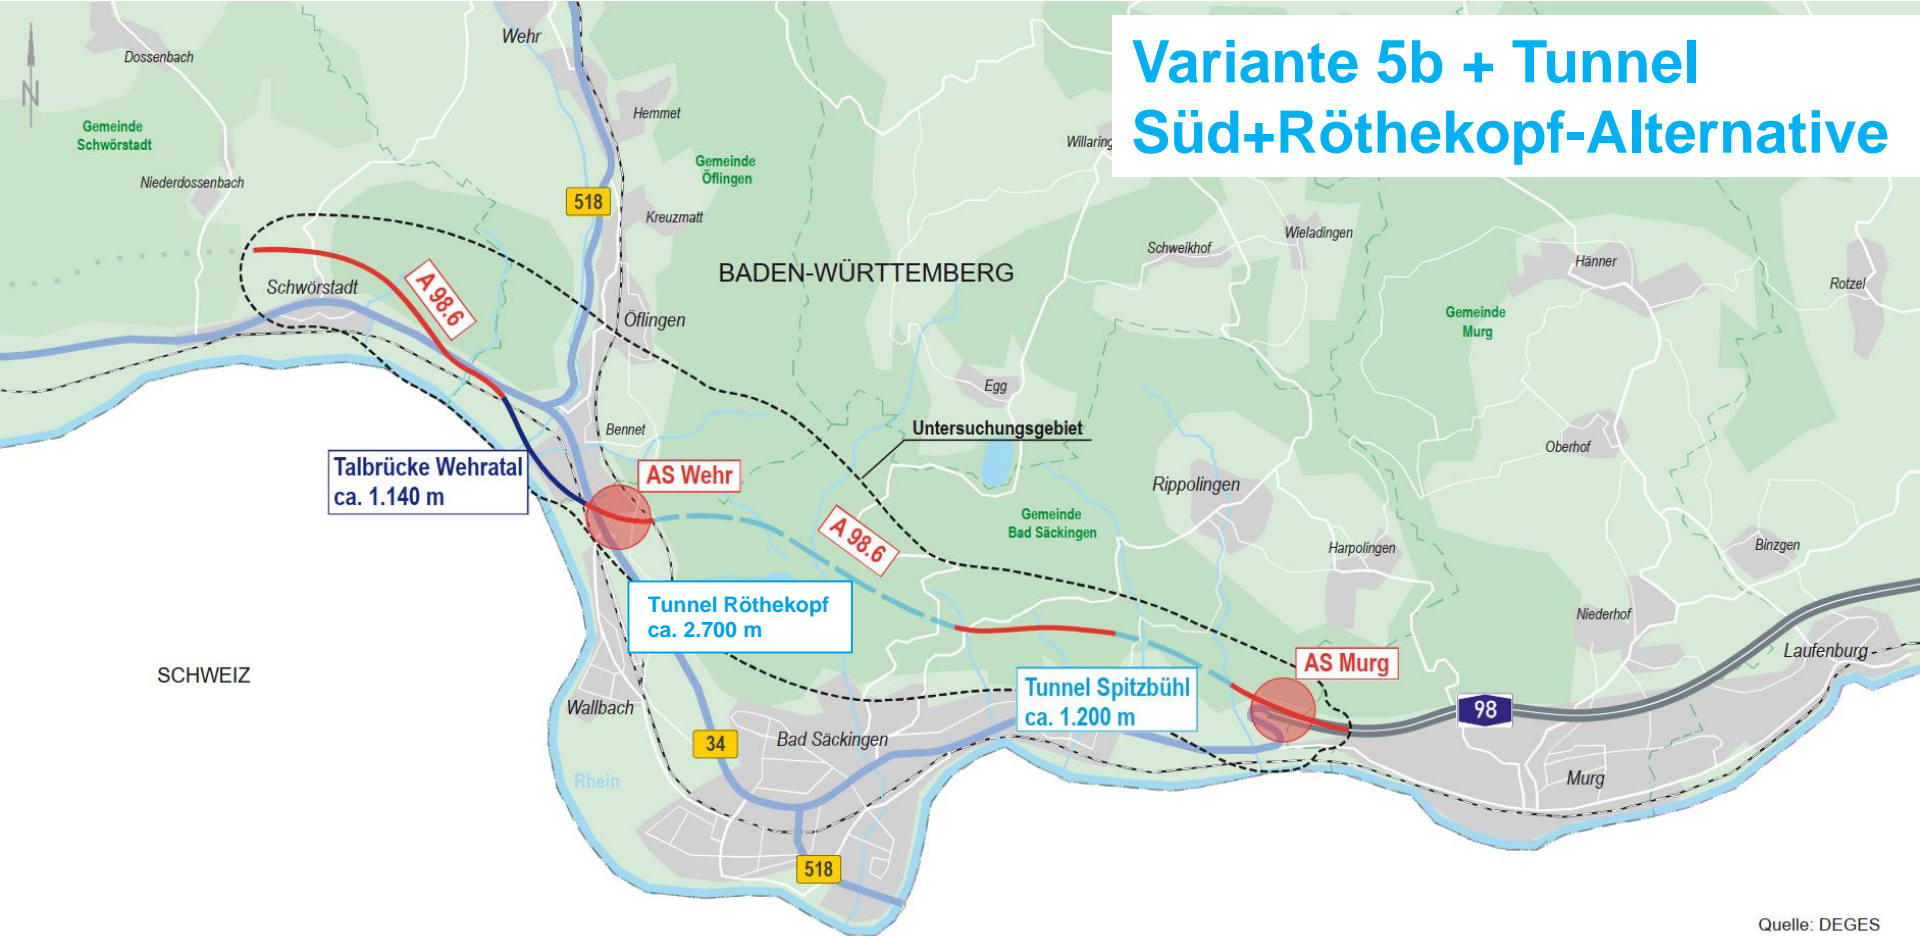 Variante 5b + Tunnel
Süd+Röthekopf-Alternative
Wehr
Dossenbach
N
Hemmet
Gemeinde
Schwörstadt
Willaring
Gemeinde
Öflingen
Niederdossenbach
518
Kreuzmatt
Wieladingen
Schweikhof
Hänner
BADEN-WÜRTTEMBERG
Rotzel
Schwörstadt
A 98.6
Öflingen
Gemeinde
Murg
Egg
Untersuchungsgebiet
Bennet
Oberhof
Talbrücke Wehratal
ca. 1.140 m
AS Wehr
Rippolingen
Gemeinde
Bad Säckingen
A 98.6
Harpolingen
Binzgen
Tunnel Röthekopf
ca. 2.700 m
Niederhof
Laufenburg
SCHWEIZ
AS Murg
Tunnel Spitzbühl
ca. 1.200 m
Wallbach
98
34
Bad Säckingen
Rhein
Murg
518
Quelle: DEGES